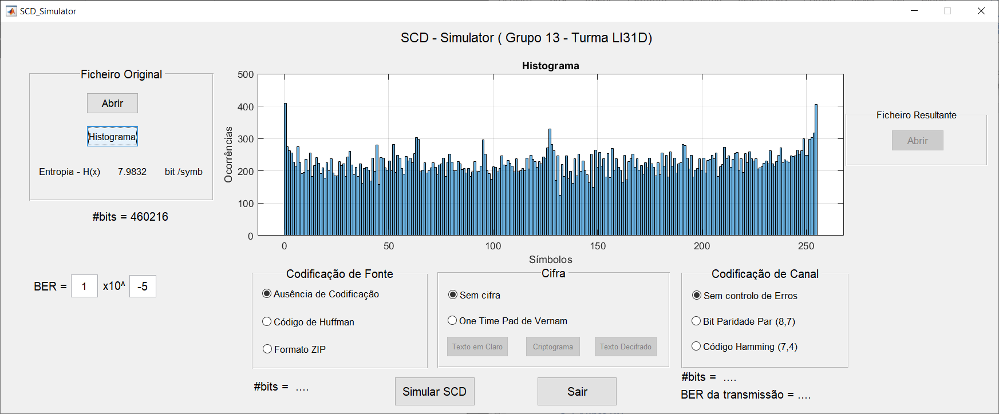 SCD_Simulator
SCD - Simulator ( Grupo 13 - Turma LI31D)
Ficheiro Original
Abrir
Histograma
Entropia - H(x) 7.9832 bit /symb
#bits = 460216
BER = 1 x10^ -5
Histograma
Ocorrências
500
400
300
200
100
0
0 50 100 150 200 250
Símbolos
Ficheiro Resultante
Abrir
Codificação de Fonte
Ausência de Codificação
Código de Huffman
Formato ZIP
#bits = ....
Cifra
Sem cifra
One Time Pad de Vernam
Texto em Claro Criptograma Texto Decifrado
Codificação de Canal
Sem controlo de Erros
Bit Paridade Par (8,7)
Código Hamming (7,4)
#bits = ....
BER da transmissão = ....
Simular SCD Sair